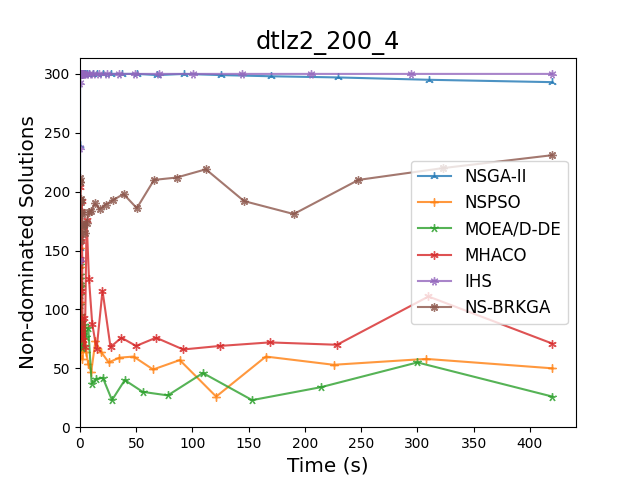 dtlz2_200_4
Non-dominated Solutions
300
250
200
150
100
50
0
NSGA-II
NSPSO
MOEA/D-DE
MHACO
IHS
NS-BRKGA
0
50
100
150
200
250
300
350
400
Time (s)